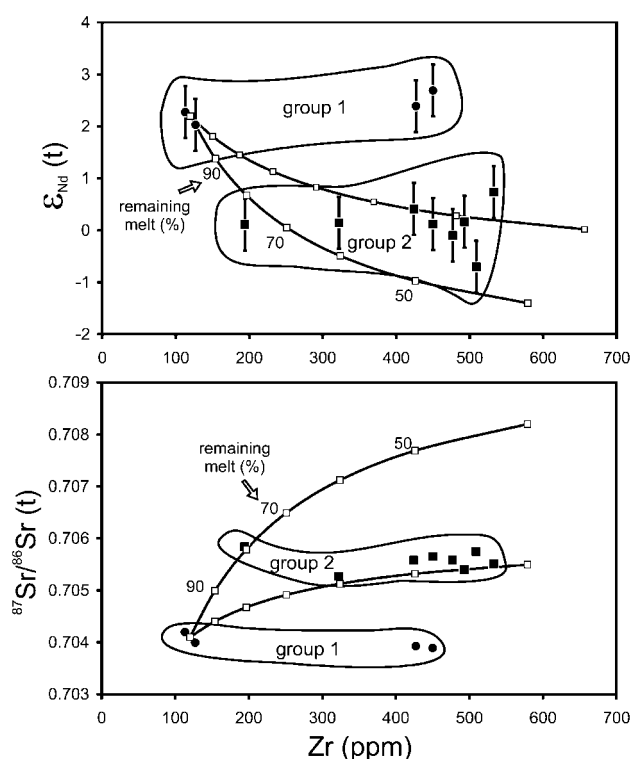 4
3
group 1
2
εNd (t)
1
90
remaining
melt (%)
0
70
group 2
-1
50
-2
0 100 200 300 400 500 600 700
0.709
0.708
50
remaining
melt (%)
0.707
70
87Sr/86Sr (t)
0.706
group 2
90
0.705
0.704
group 1
0.703
0 100 200 300 400 500 600 700
Zr (ppm)